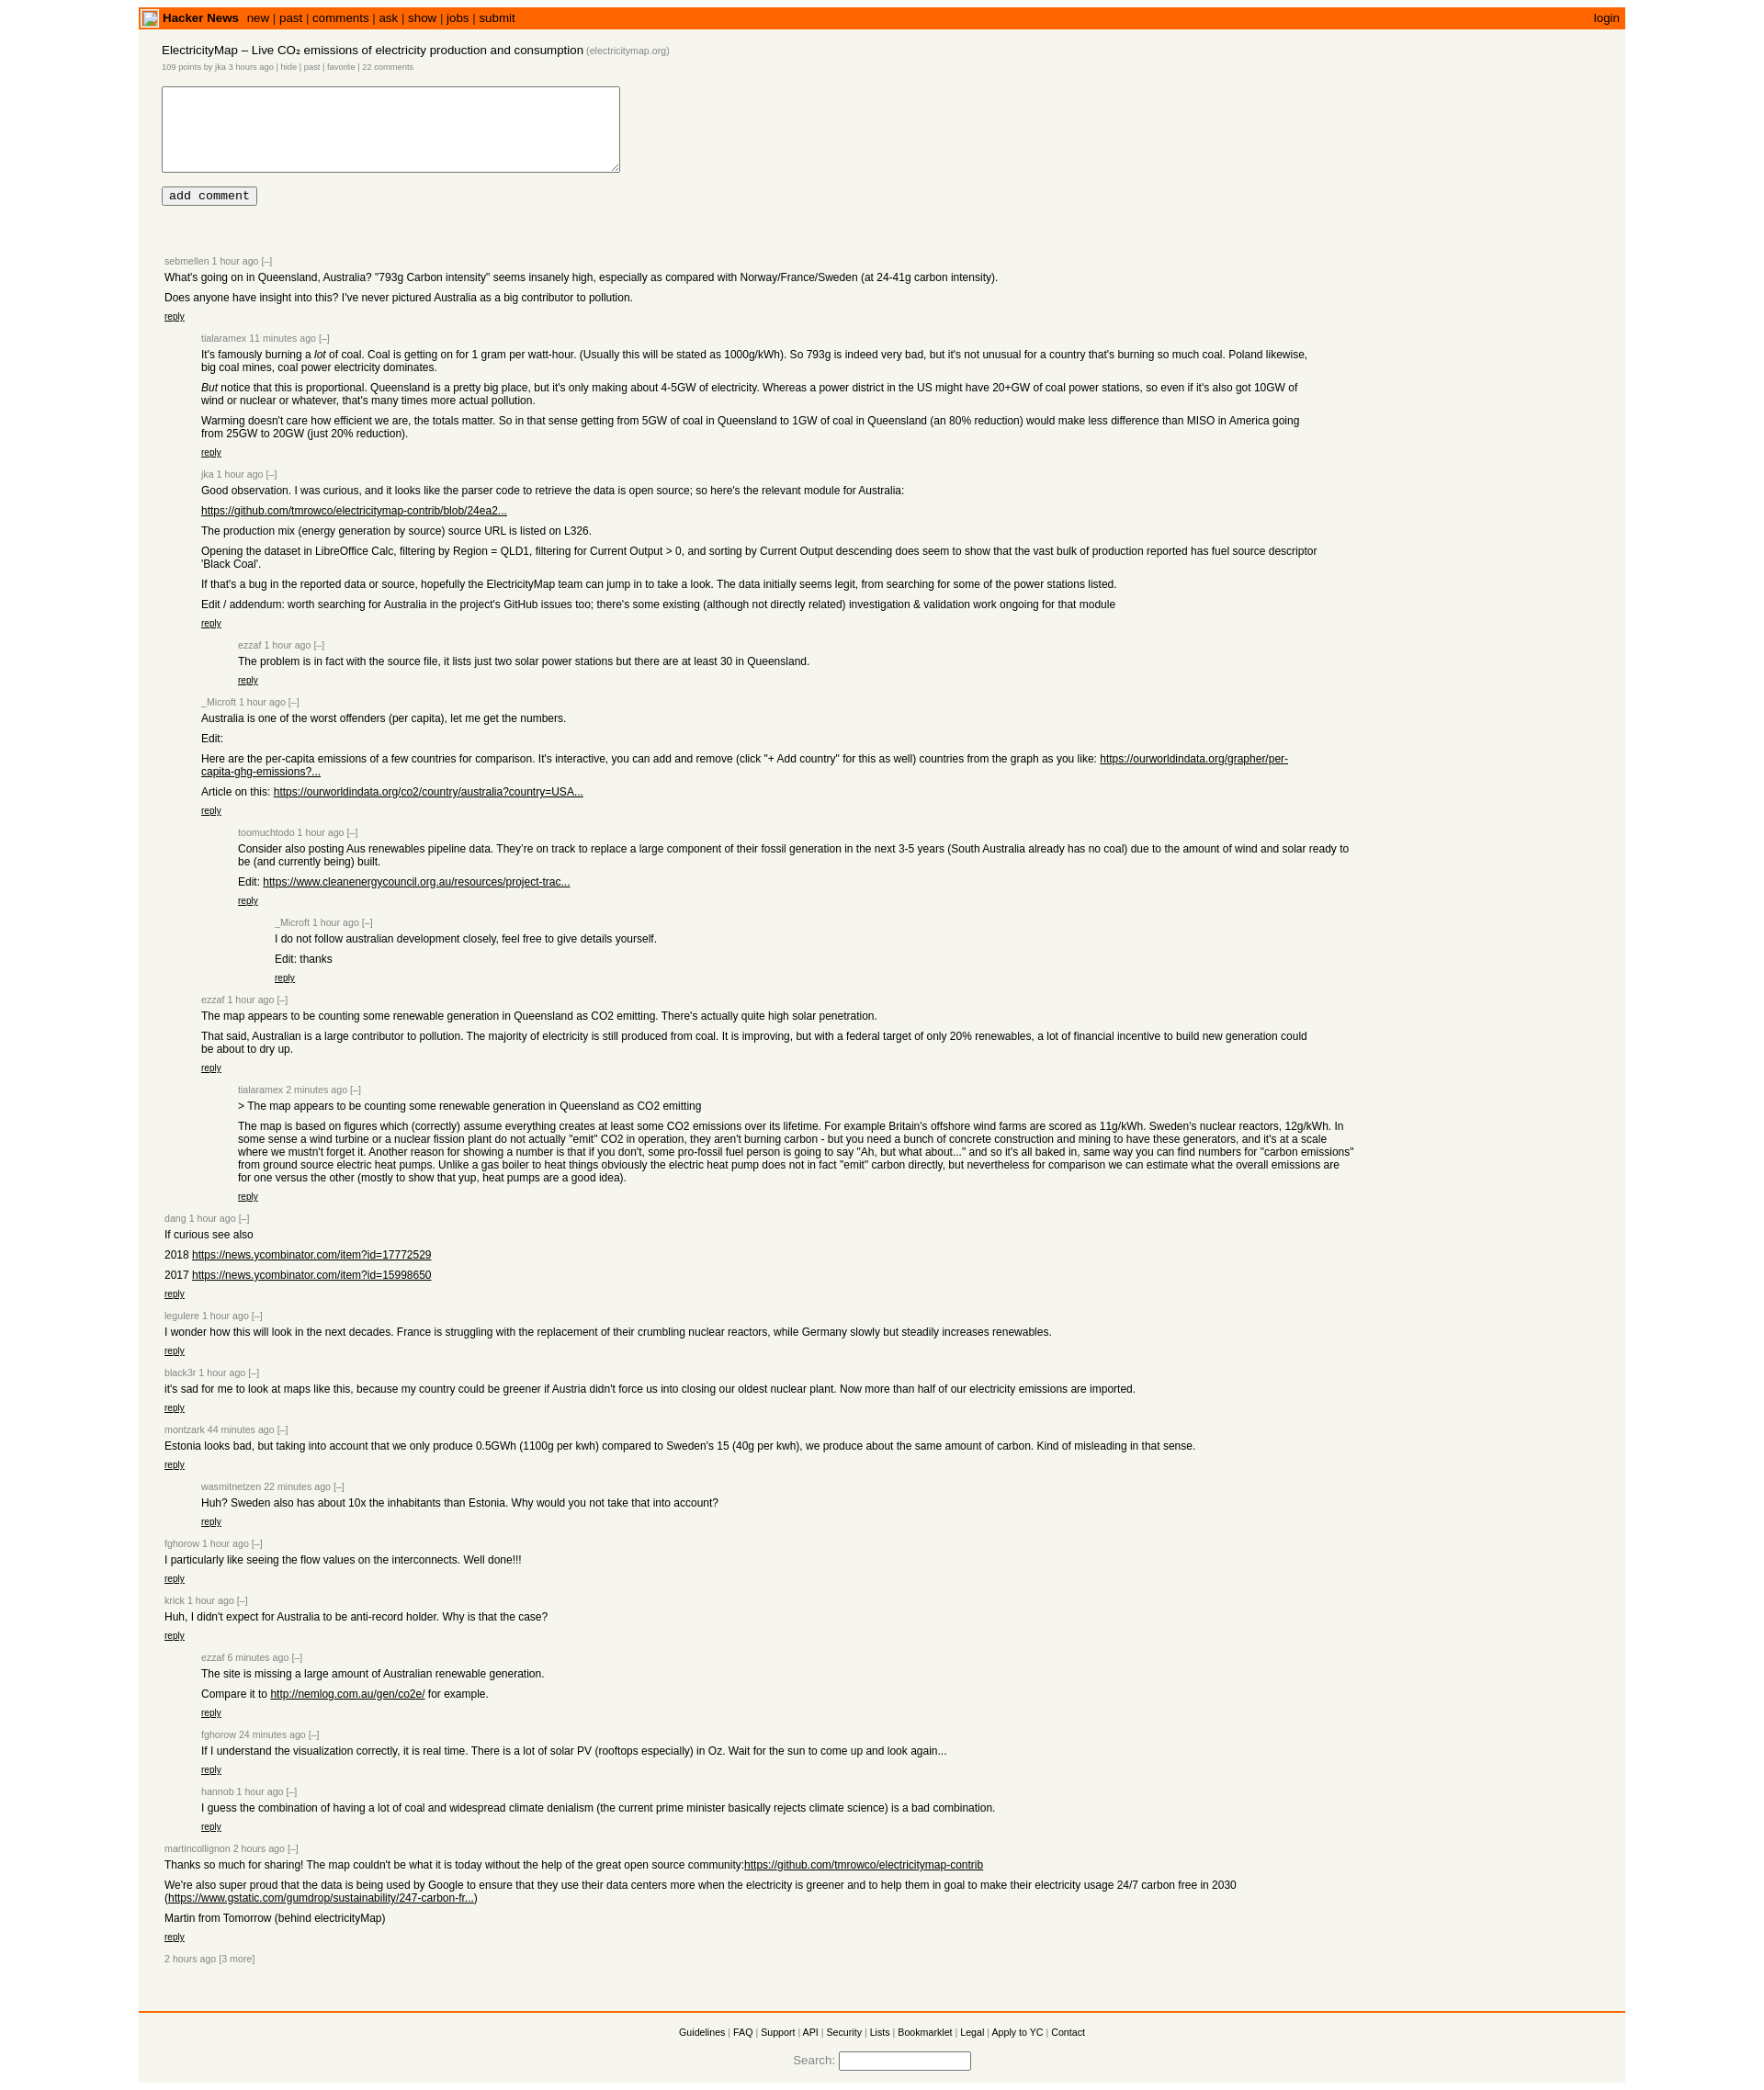 Hacker News new | past | comments | ask | show | jobs | submit login
ElectricityMap – Live CO₂ emissions of electricity production and consumption (electricitymap.org)
109 points by jka 3 hours ago | hide | past | favorite | 22 comments
add comment
sebmellen 1 hour ago [–]
What's going on in Queensland, Australia? "793g Carbon intensity" seems insanely high, especially as compared with Norway/France/Sweden (at 24-41g carbon intensity).
Does anyone have insight into this? I've never pictured Australia as a big contributor to pollution.
reply
tialaramex 11 minutes ago [–]
It's famously burning a lot of coal. Coal is getting on for 1 gram per watt-hour. (Usually this will be stated as 1000g/kWh). So 793g is indeed very bad, but it's not unusual for a country that's burning so much coal. Poland likewise,
big coal mines, coal power electricity dominates.
But notice that this is proportional. Queensland is a pretty big place, but it's only making about 4-5GW of electricity. Whereas a power district in the US might have 20+GW of coal power stations, so even if it's also got 10GW of
wind or nuclear or whatever, that's many times more actual pollution.
Warming doesn't care how efficient we are, the totals matter. So in that sense getting from 5GW of coal in Queensland to 1GW of coal in Queensland (an 80% reduction) would make less difference than MISO in America going
from 25GW to 20GW (just 20% reduction).
reply
jka 1 hour ago [–]
Good observation. I was curious, and it looks like the parser code to retrieve the data is open source; so here's the relevant module for Australia:
https://github.com/tmrowco/electricitymap-contrib/blob/24ea2...
The production mix (energy generation by source) source URL is listed on L326.
Opening the dataset in LibreOffice Calc, filtering by Region = QLD1, filtering for Current Output > 0, and sorting by Current Output descending does seem to show that the vast bulk of production reported has fuel source descriptor
'Black Coal'.
If that's a bug in the reported data or source, hopefully the ElectricityMap team can jump in to take a look. The data initially seems legit, from searching for some of the power stations listed.
Edit / addendum: worth searching for Australia in the project's GitHub issues too; there's some existing (although not directly related) investigation & validation work ongoing for that module
reply
ezzaf 1 hour ago [–]
The problem is in fact with the source file, it lists just two solar power stations but there are at least 30 in Queensland.
reply
_Microft 1 hour ago [–]
Australia is one of the worst offenders (per capita), let me get the numbers.
Edit:
Here are the per-capita emissions of a few countries for comparison. It's interactive, you can add and remove (click "+ Add country" for this as well) countries from the graph as you like: https://ourworldindata.org/grapher/per-
capita-ghg-emissions?...
Article on this: https://ourworldindata.org/co2/country/australia?country=USA...
reply
toomuchtodo 1 hour ago [–]
Consider also posting Aus renewables pipeline data. They're on track to replace a large component of their fossil generation in the next 3-5 years (South Australia already has no coal) due to the amount of wind and solar ready to
be (and currently being) built.
Edit: https://www.cleanenergycouncil.org.au/resources/project-trac...
reply
_Microft 1 hour ago [–]
I do not follow australian development closely, feel free to give details yourself.
Edit: thanks
reply
ezzaf 1 hour ago [–]
The map appears to be counting some renewable generation in Queensland as CO2 emitting. There's actually quite high solar penetration.
That said, Australian is a large contributor to pollution. The majority of electricity is still produced from coal. It is improving, but with a federal target of only 20% renewables, a lot of financial incentive to build new generation could
be about to dry up.
reply
tialaramex 2 minutes ago [–]
> The map appears to be counting some renewable generation in Queensland as CO2 emitting
The map is based on figures which (correctly) assume everything creates at least some CO2 emissions over its lifetime. For example Britain's offshore wind farms are scored as 11g/kWh. Sweden's nuclear reactors, 12g/kWh. In
some sense a wind turbine or a nuclear fission plant do not actually "emit" CO2 in operation, they aren't burning carbon - but you need a bunch of concrete construction and mining to have these generators, and it's at a scale
where we mustn't forget it. Another reason for showing a number is that if you don't, some pro-fossil fuel person is going to say "Ah, but what about..." and so it's all baked in, same way you can find numbers for "carbon emissions"
from ground source electric heat pumps. Unlike a gas boiler to heat things obviously the electric heat pump does not in fact "emit" carbon directly, but nevertheless for comparison we can estimate what the overall emissions are
for one versus the other (mostly to show that yup, heat pumps are a good idea).
reply
dang 1 hour ago [–]
If curious see also
2018 https://news.ycombinator.com/item?id=17772529
2017 https://news.ycombinator.com/item?id=15998650
reply
legulere 1 hour ago [–]
I wonder how this will look in the next decades. France is struggling with the replacement of their crumbling nuclear reactors, while Germany slowly but steadily increases renewables.
reply
black3r 1 hour ago [–]
it's sad for me to look at maps like this, because my country could be greener if Austria didn't force us into closing our oldest nuclear plant. Now more than half of our electricity emissions are imported.
reply
montzark 44 minutes ago [–]
Estonia looks bad, but taking into account that we only produce 0.5GWh (1100g per kwh) compared to Sweden's 15 (40g per kwh), we produce about the same amount of carbon. Kind of misleading in that sense.
reply
wasmitnetzen 22 minutes ago [–]
Huh? Sweden also has about 10x the inhabitants than Estonia. Why would you not take that into account?
reply
fghorow 1 hour ago [–]
I particularly like seeing the flow values on the interconnects. Well done!!!
reply
krick 1 hour ago [–]
Huh, I didn't expect for Australia to be anti-record holder. Why is that the case?
reply
ezzaf 6 minutes ago [–]
The site is missing a large amount of Australian renewable generation.
Compare it to http://nemlog.com.au/gen/co2e/ for example.
reply
fghorow 24 minutes ago [–]
If I understand the visualization correctly, it is real time. There is a lot of solar PV (rooftops especially) in Oz. Wait for the sun to come up and look again...
reply
hannob 1 hour ago [–]
I guess the combination of having a lot of coal and widespread climate denialism (the current prime minister basically rejects climate science) is a bad combination.
reply
martincollignon 2 hours ago [–]
Thanks so much for sharing! The map couldn't be what it is today without the help of the great open source community:https://github.com/tmrowco/electricitymap-contrib
We're also super proud that the data is being used by Google to ensure that they use their data centers more when the electricity is greener and to help them in goal to make their electricity usage 24/7 carbon free in 2030
(https://www.gstatic.com/gumdrop/sustainability/247-carbon-fr...)
Martin from Tomorrow (behind electricityMap)
reply
2 hours ago [3 more]
Guidelines | FAQ | Support | API | Security | Lists | Bookmarklet | Legal | Apply to YC | Contact
Search: